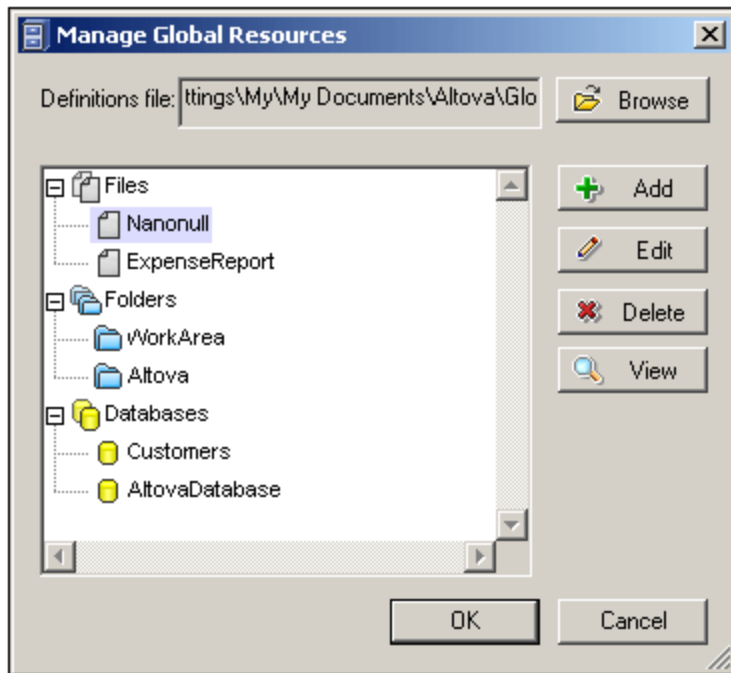 Manage Global Resources
Definitions file: ttings\My\My Documents\Altova\Glo Browse
Files
Nanonull
ExpenseReport
Folders
WorkArea
Altova
Databases
Customers
AltovaDatabase
Add
Edit
Delete
View
OK Cancel